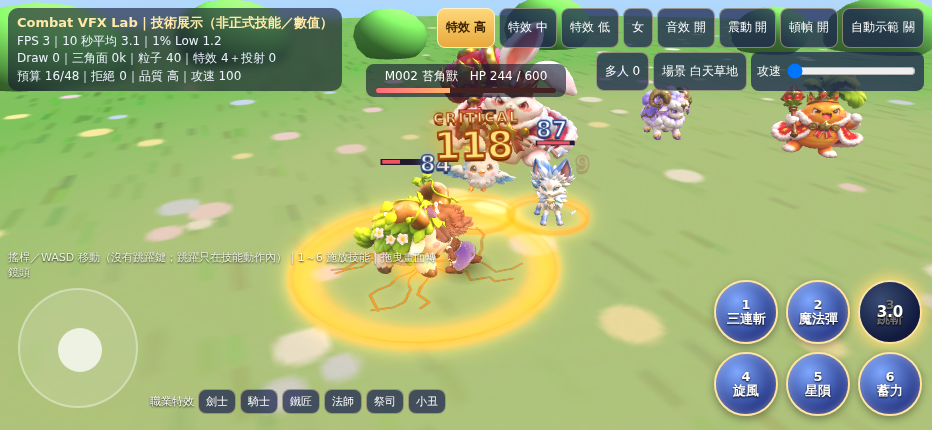 Combat VFX Lab｜技術展示（非正式技能／數值）
FPS 3｜10 秒平均 3.1｜1% Low 1.2
Draw 0｜三角面 0k｜粒子 40｜特效 4＋投射 0
預算 16/48｜拒絕 0｜品質 高｜攻速 100
特效 高
特效 中
特效 低
女
音效 開
震動 開
頓幀 開
自動示範 關
多人 0
場景 白天草地
攻速
M002 苔角獸 HP 244 / 600
CRITICAL
118
87
84
9
搖桿／WASD 移動（沒有跳躍鍵；跳躍只在技能動作內）｜1～6 施放技能｜拖曳畫面轉
鏡頭
1
三連斬
2
魔法彈
3
3.0
跳斬
4
旋風
5
星隕
6
蓄力
職業特效
劍士
騎士
鐵匠
法師
祭司
小丑